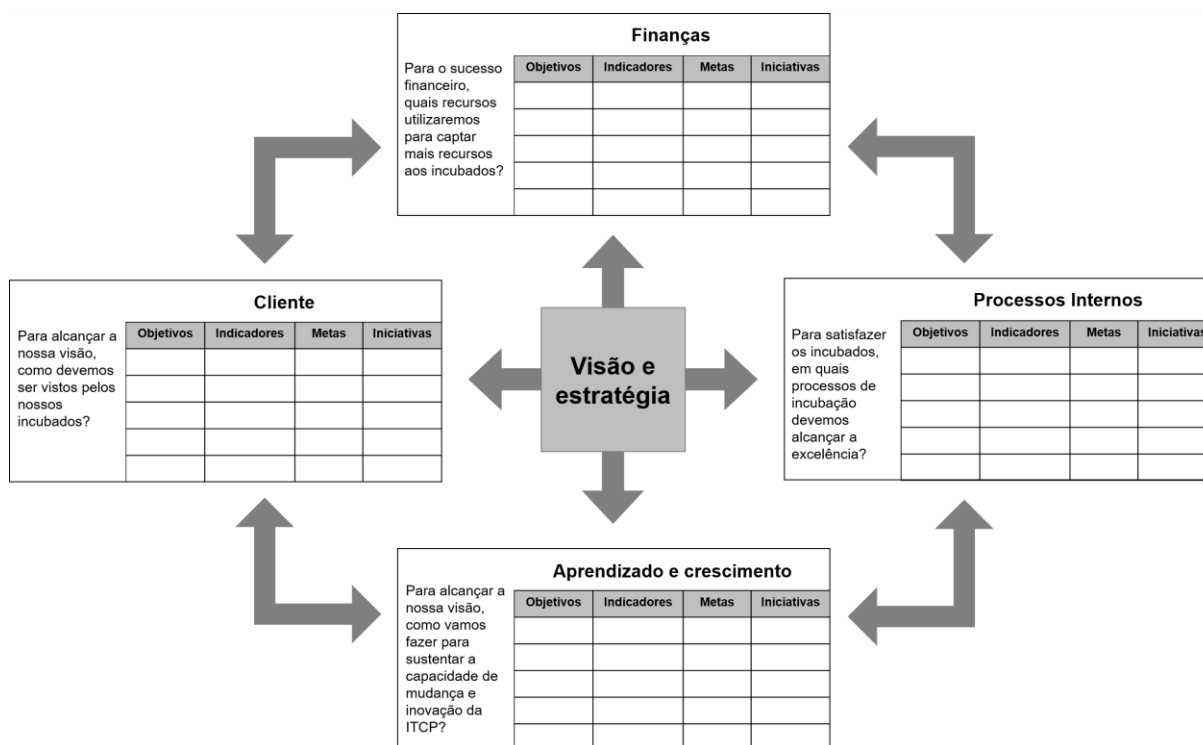 Finanças
Para o sucesso
financeiro,
quais recursos
utilizaremos
para captar
mais recursos
aos incubados?
Objetivos Indicadores Metas Iniciativas
Cliente
Para alcançar a
nossa visão,
como devemos
ser vistos pelos
nossos
incubados?
Objetivos Indicadores Metas Iniciativas
Visão e
estratégia
Processos Internos
Para satisfazer
os incubados,
em quais
processos de
incubação
devemos
alcançar a
excelência?
Objetivos Indicadores Metas Iniciativas
Aprendizado e crescimento
Para alcançar a
nossa visão,
como vamos
fazer para
sustentar a
capacidade de
mudança e
inovação da
ITCP?
Objetivos Indicadores Metas Iniciativas